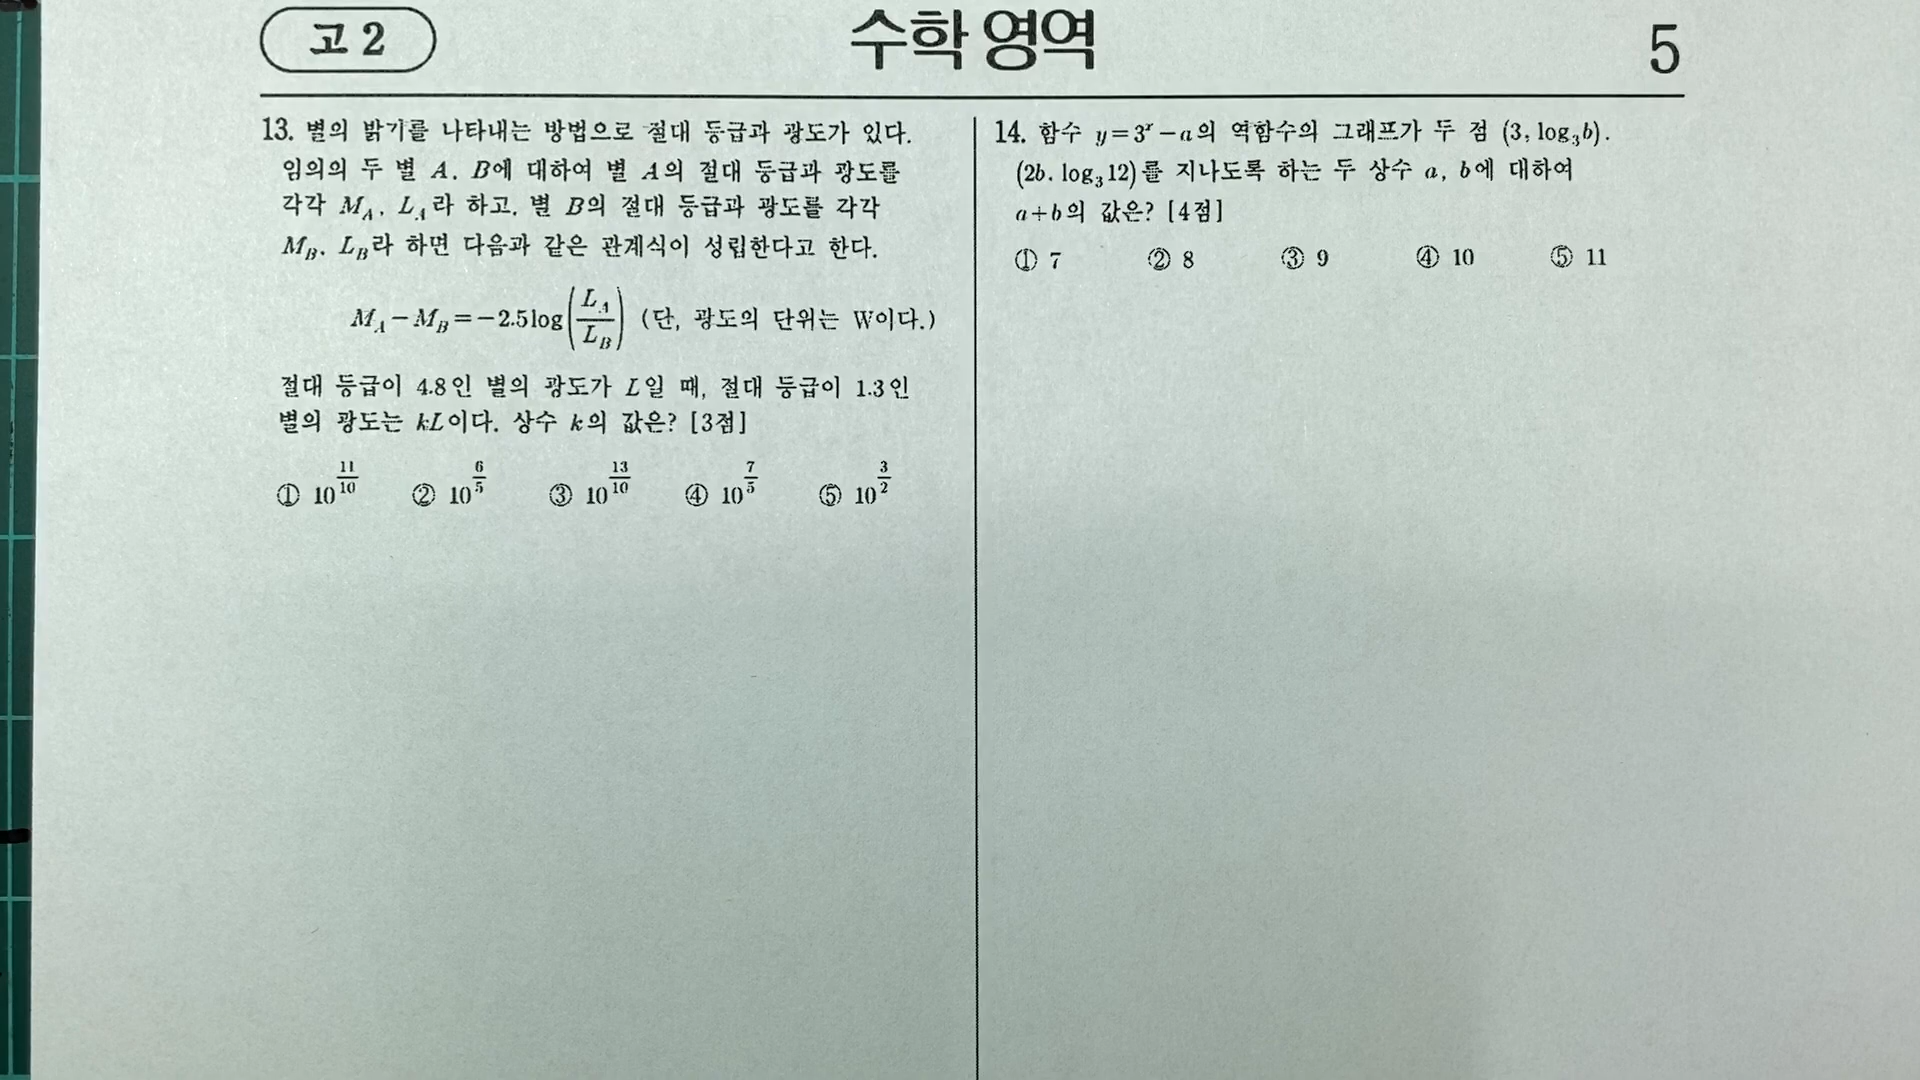 고 2
수학 영역
5
13. 별의 밝기를 나타내는 방법으로 절대 등급과 광도가 있다.
임의의 두 별 A, B에 대하여 별 A의 절대 등급과 광도를
각각 M_A, L_A라 하고, 별 B의 절대 등급과 광도를 각각
M_B, L_B라 하면 다음과 같은 관계식이 성립한다고 한다.
M_A − M_B = −2.5 log(L_A/L_B) (단, 광도의 단위는 W이다.)
절대 등급이 4.8인 별의 광도가 L일 때, 절대 등급이 1.3인
별의 광도는 kL이다. 상수 k의 값은? [3점]
① 10^(11/10) ② 10^(6/5) ③ 10^(13/10) ④ 10^(7/5) ⑤ 10^(3/2)
14. 함수 y=3^x−a의 역함수의 그래프가 두 점 (3, log_3 b),
(2b, log_3 12)를 지나도록 하는 두 상수 a, b에 대하여
a+b의 값은? [4점]
① 7 ② 8 ③ 9 ④ 10 ⑤ 11